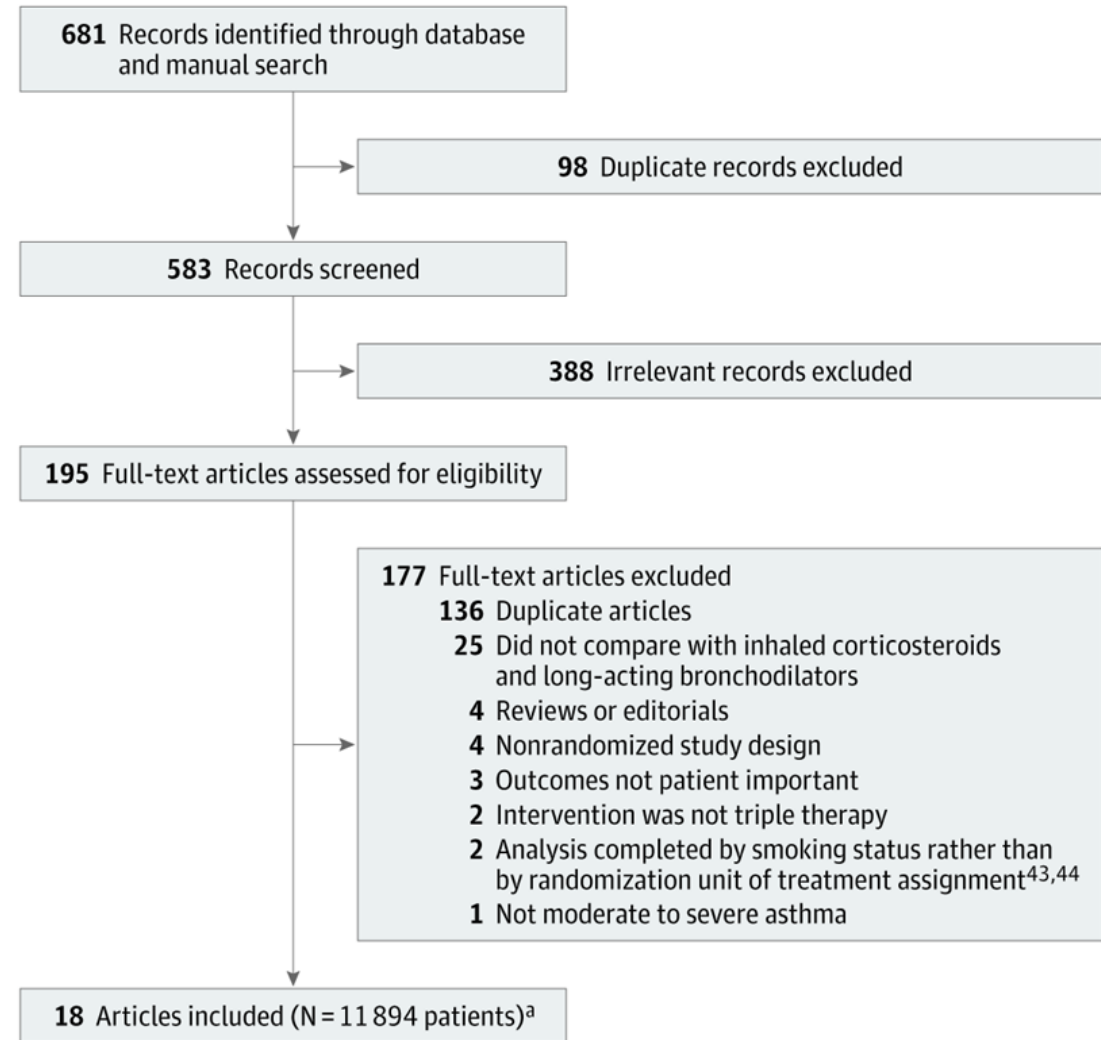 681 Records identified through database
and manual search
98 Duplicate records excluded
583 Records screened
388 Irrelevant records excluded
195 Full-text articles assessed for eligibility
177 Full-text articles excluded
136 Duplicate articles
25 Did not compare with inhaled corticosteroids
and long-acting bronchodilators
4 Reviews or editorials
4 Nonrandomized study design
3 Outcomes not patient important
2 Intervention was not triple therapy
2 Analysis completed by smoking status rather than
by randomization unit of treatment assignment43,44
1 Not moderate to severe asthma
18 Articles included (N = 11 894 patients)a